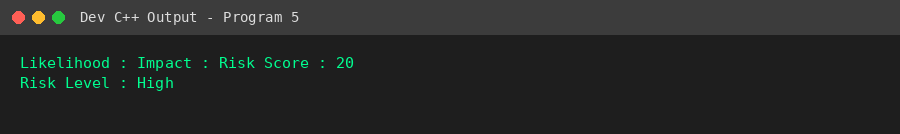 Dev C++ Output - Program 5
Likelihood : Impact : Risk Score : 20
Risk Level : High